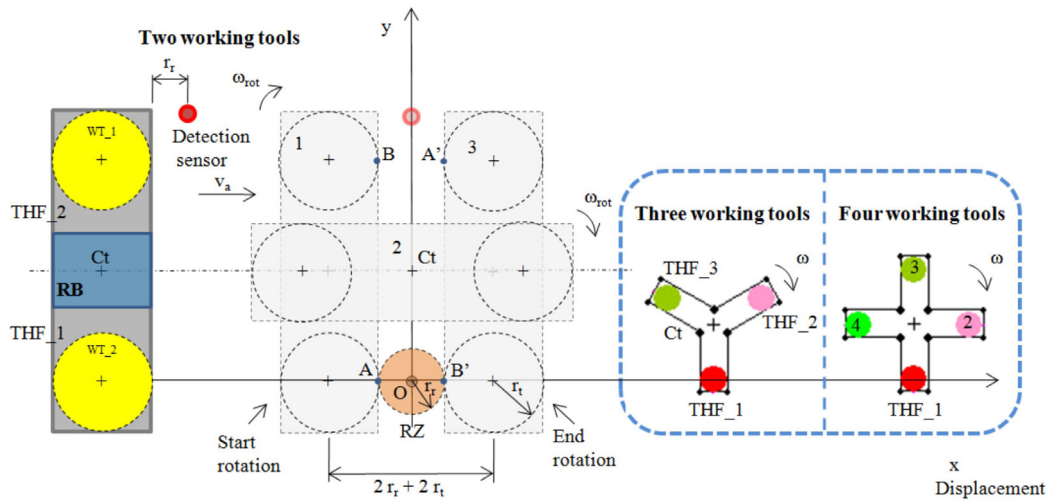 Two working tools
y
r_r
ω_rot
WT_1
1
3
Detection
sensor
B
A'
v_a
THF_2
ω_rot
Three working tools
Four working tools
2
Ct
Ct
RB
THF_3
ω
3
ω
Ct
THF_2
4
2
THF_1
WT_2
A
B'
O
r_r
r_t
THF_1
THF_1
RZ
Start
rotation
End
rotation
2 r_r + 2 r_t
x
Displacement